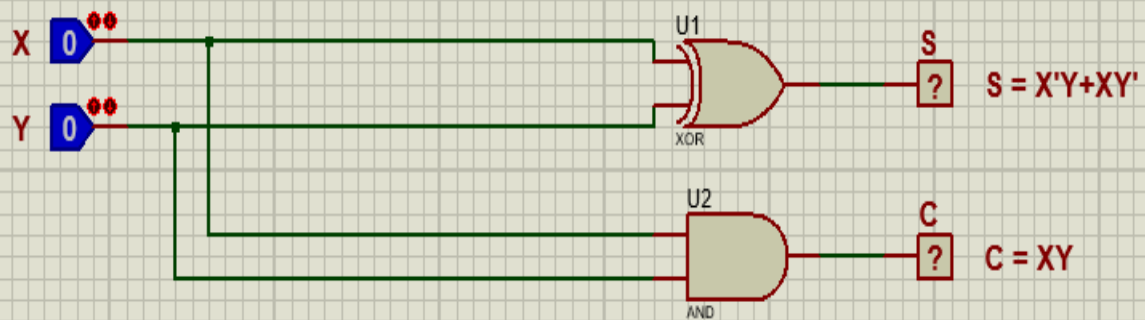 X 0
U1
S
? S = X'Y+XY'
Y 0
XOR
U2
C
? C = XY
AND